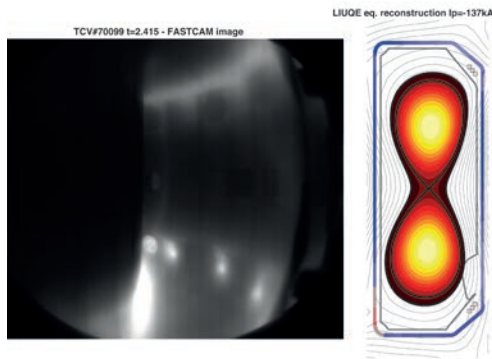 LIUQE eq. reconstruction Ip=-137kA
TCV#70099 t=2.415 - FASTCAM image